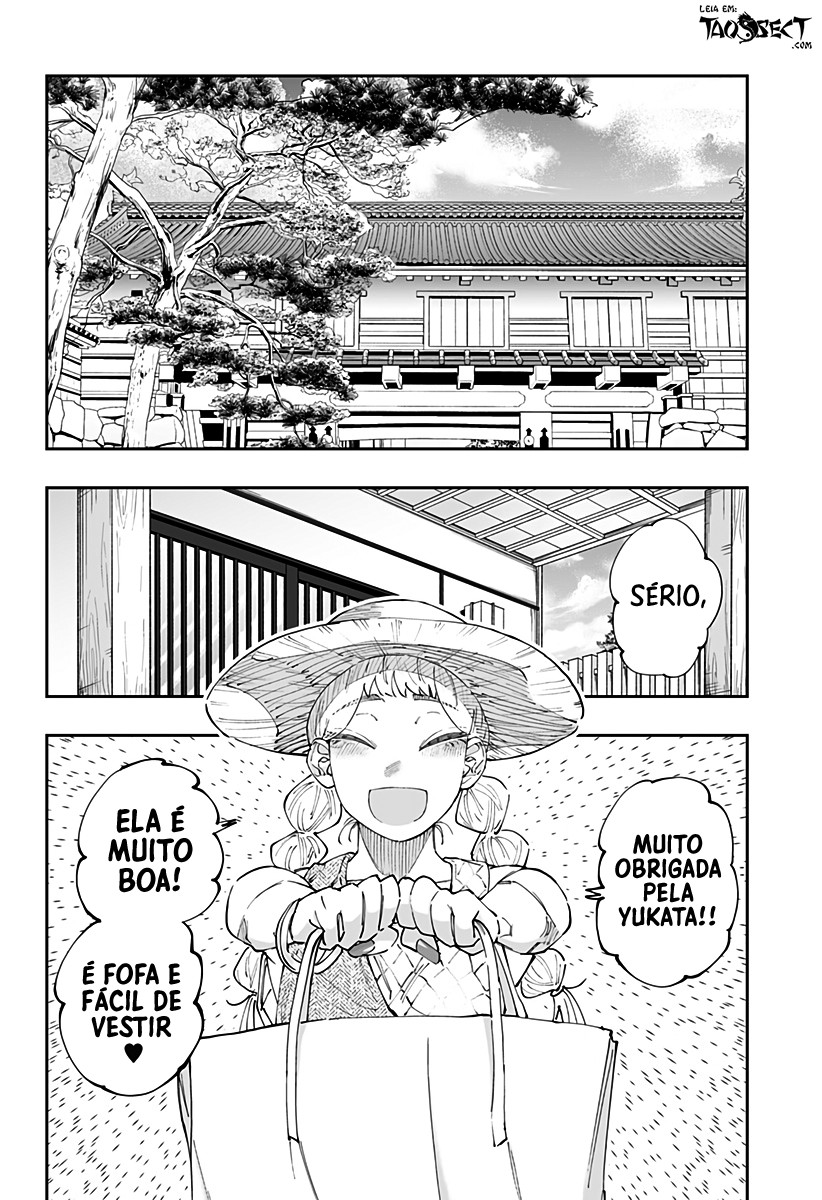 LEIA EM:
TAOSECT
.COM
SÉRIO,
MUITO
OBRIGADA
PELA
YUKATA!!
ELA É
MUITO
BOA!
É FOFA E
FÁCIL DE
VESTIR
♥